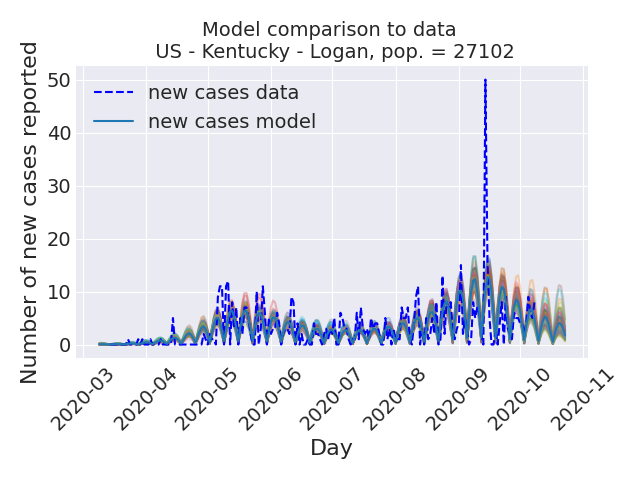 Model comparison to data
US - Kentucky - Logan, pop. = 27102
Number of new cases reported
50
40
30
20
10
0
new cases data
new cases model
2020-03
2020-04
2020-05
2020-06
2020-07
2020-08
2020-09
2020-10
2020-11
Day